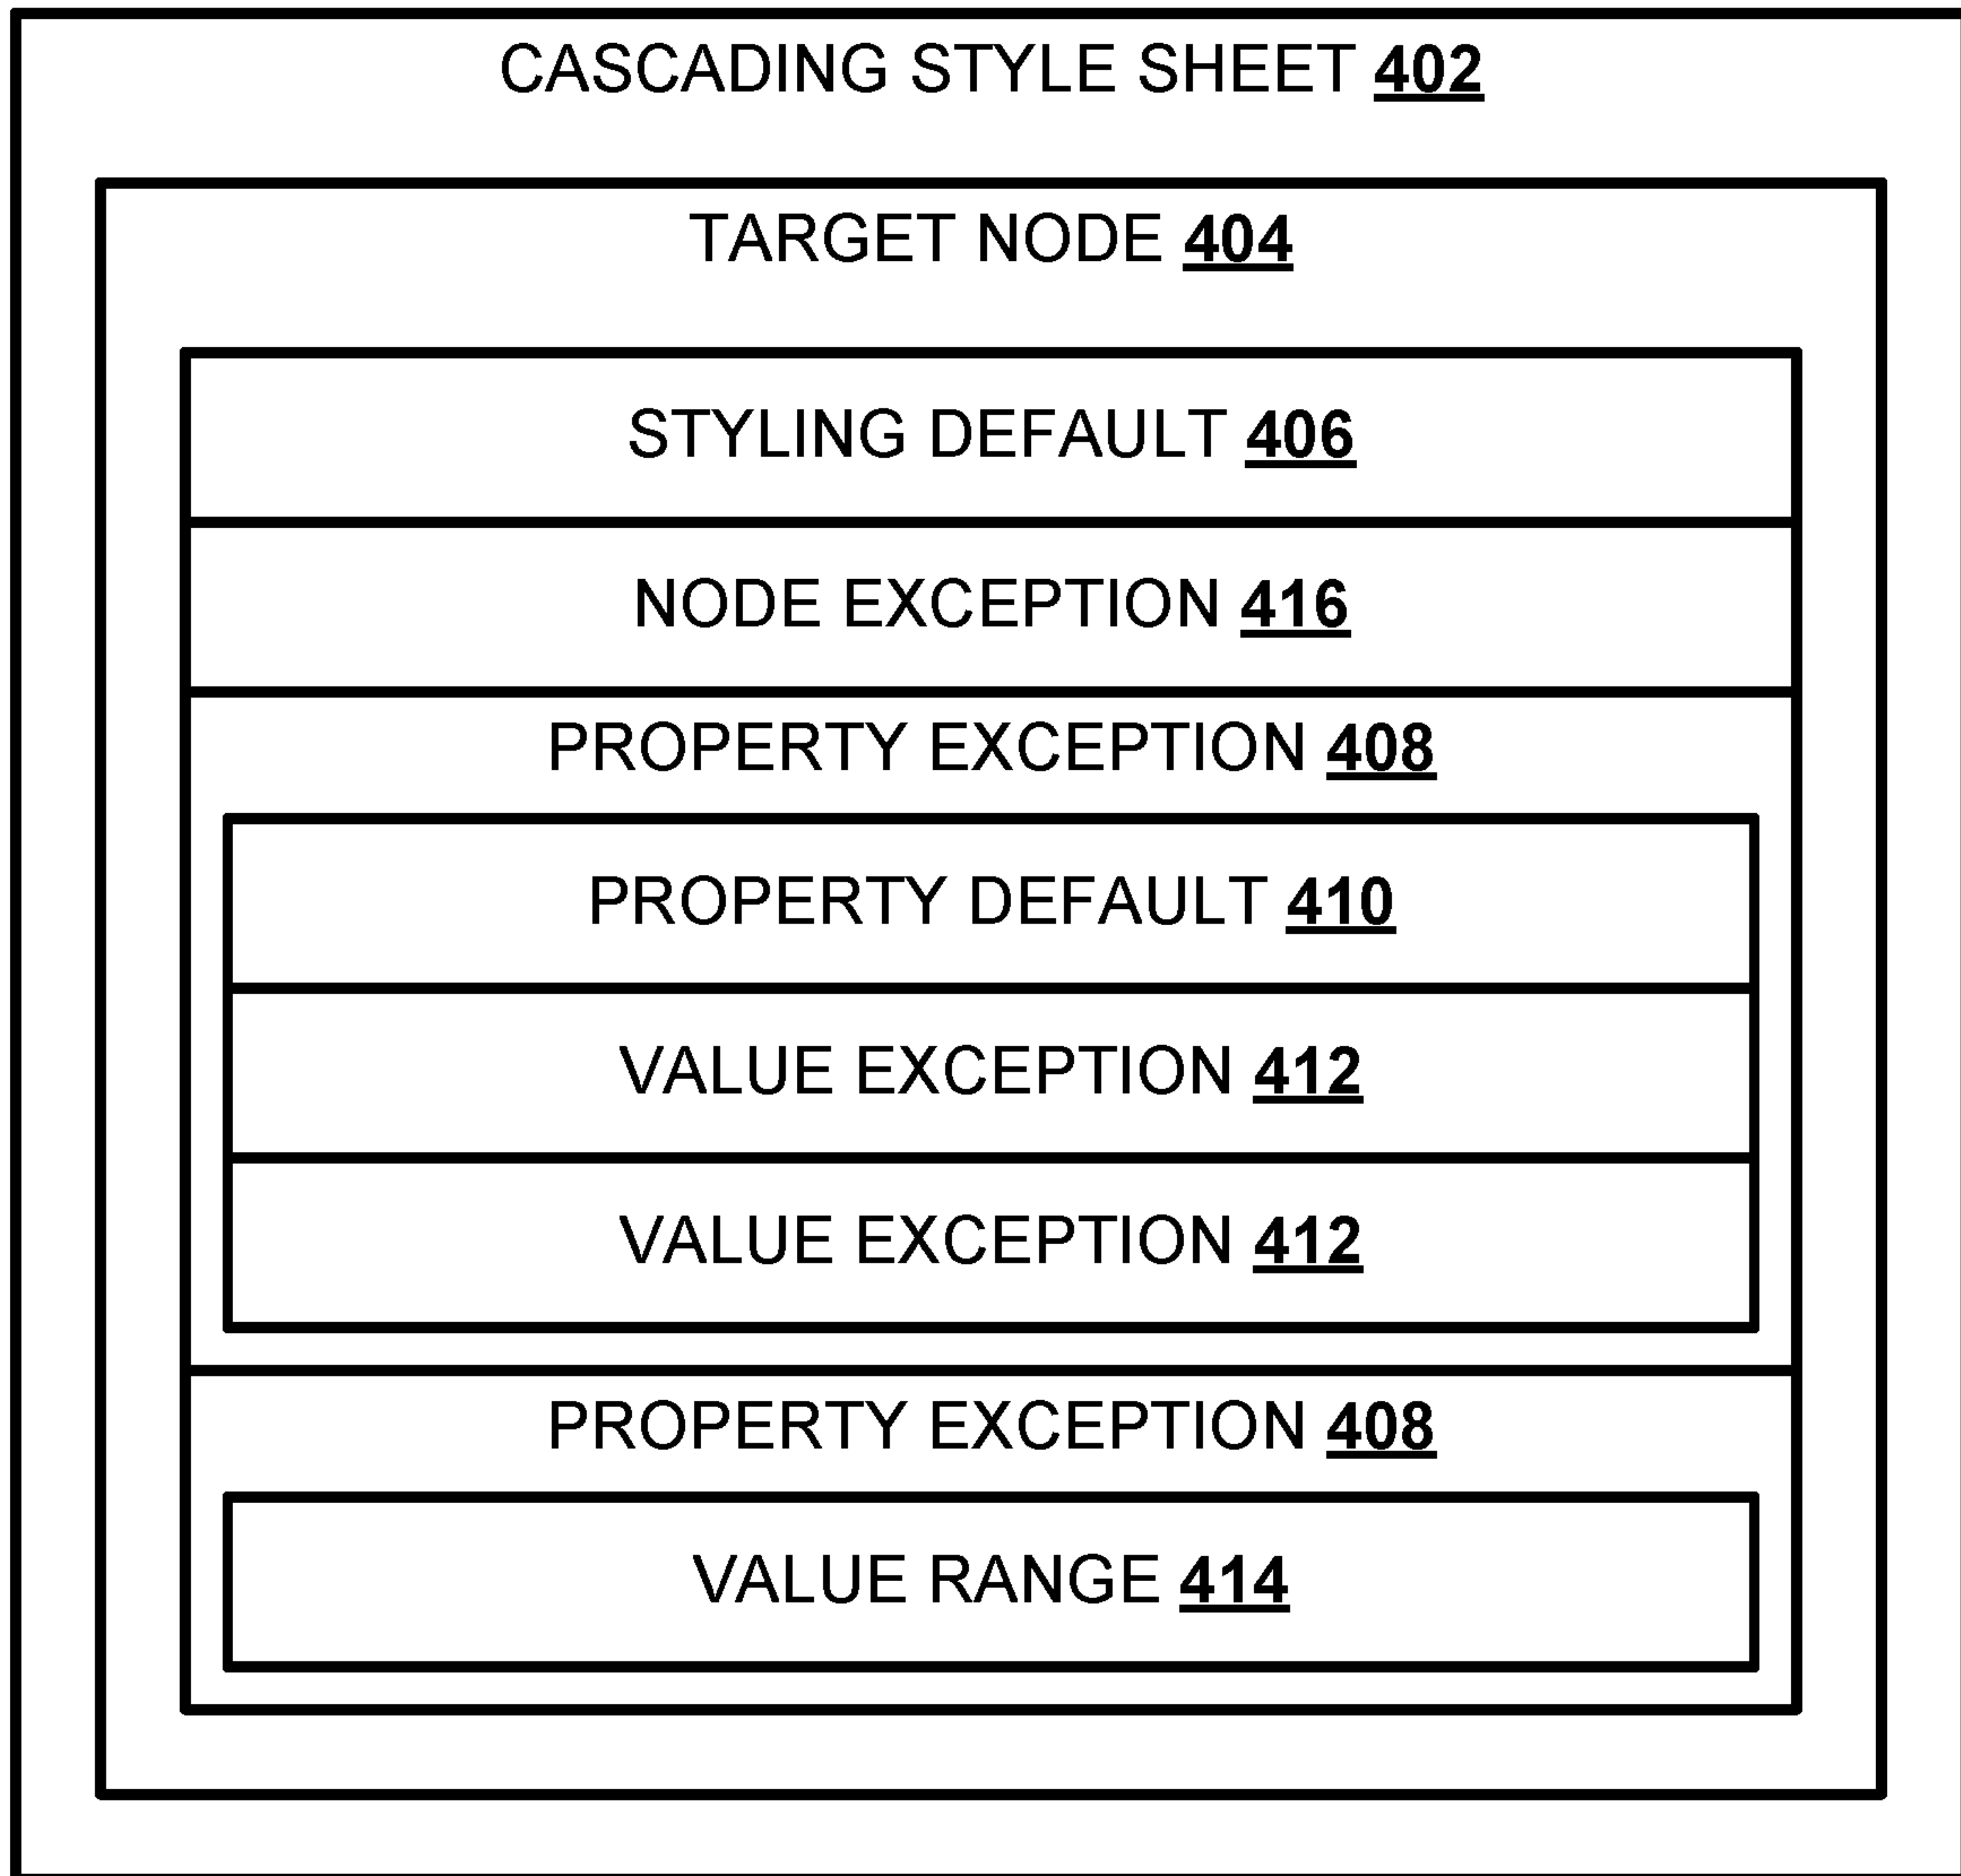 CASCADING STYLE SHEET 402
TARGET NODE 404
STYLING DEFAULT 406
NODE EXCEPTION 416
PROPERTY EXCEPTION 408
PROPERTY DEFAULT 410
VALUE EXCEPTION 412
VALUE EXCEPTION 412
PROPERTY EXCEPTION 408
VALUE RANGE 414